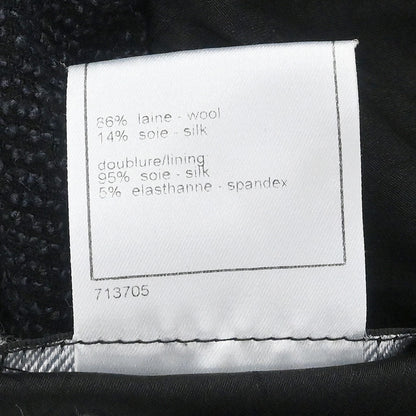 86% laine - wool
14% soie - silk
doublure/lining
95% soie - silk
5% elasthanne - spandex
713705